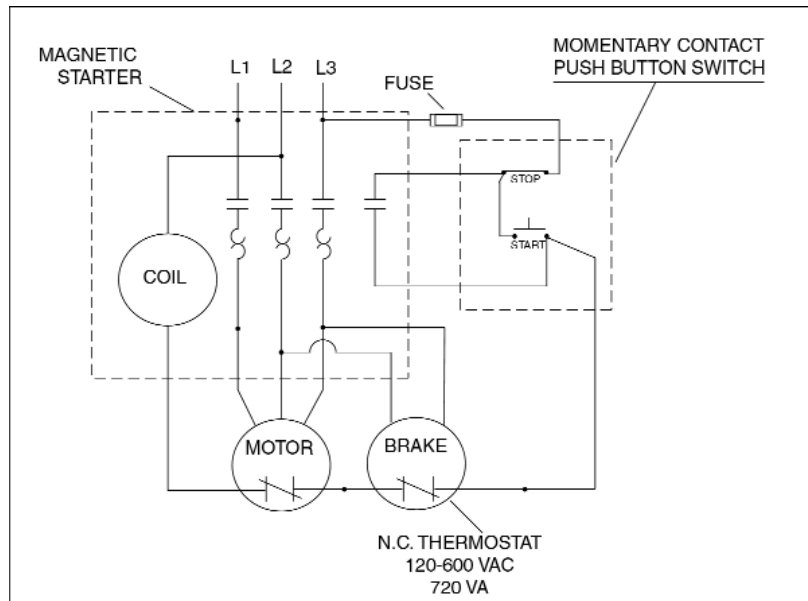 MAGNETIC
STARTER
L1
L2
L3
FUSE
MOMENTARY CONTACT
PUSH BUTTON SWITCH
STOP
START
COIL
MOTOR
BRAKE
N.C. THERMOSTAT
120-600 VAC
720 VA